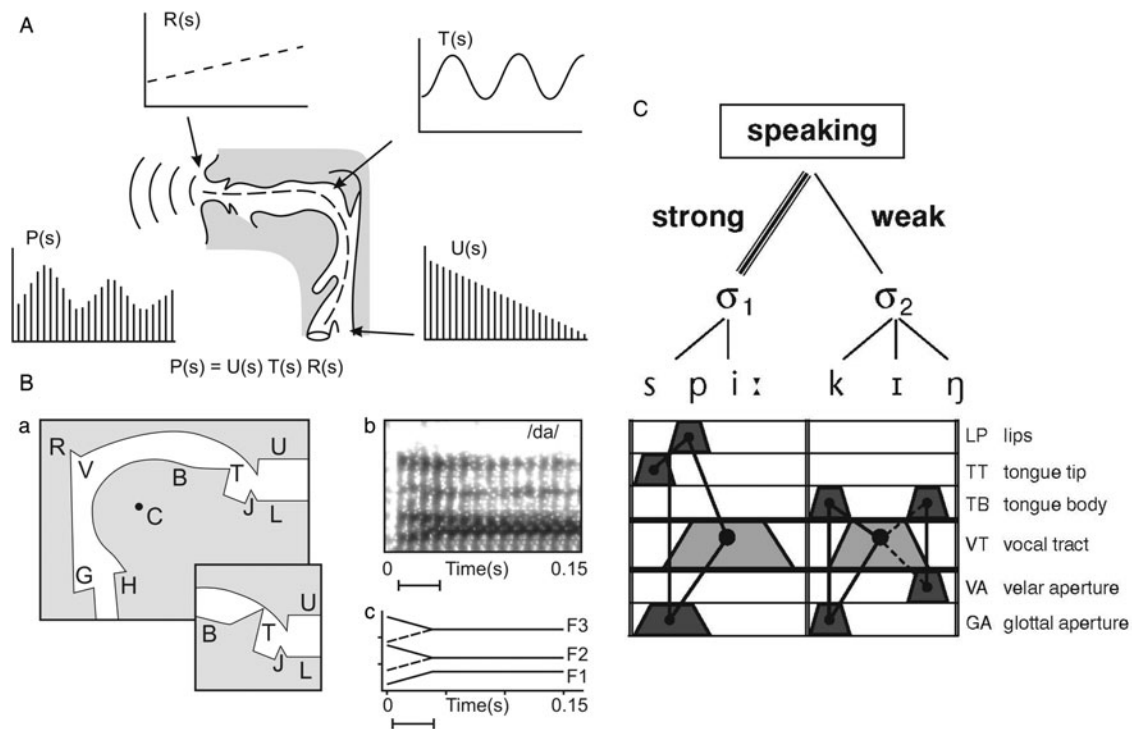 A
R(s)
T(s)
P(s)
U(s)
P(s) = U(s) T(s) R(s)
B
a
R
V
B
T
U
J
L
C
G
H
B
T
U
J
L
b
/da/
0
Time(s)
0.15
c
F3
F2
F1
0
Time(s)
0.15
C
speaking
strong
weak
σ1
σ2
s p iː k ɪ ŋ
LP lips
TT tongue tip
TB tongue body
VT vocal tract
VA velar aperture
GA glottal aperture